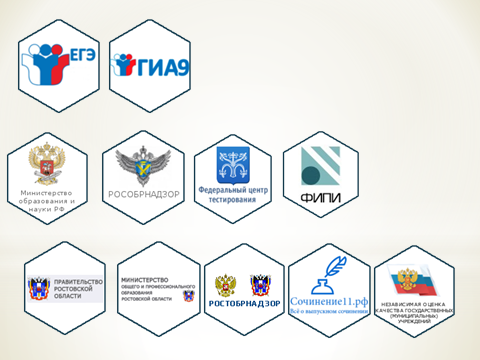 ЕГЭ
ГИА9
Министерство
образования и
науки РФ
РОСОБРНАДЗОР
Федеральный центр
тестирования
ФИПИ
ПРАВИТЕЛЬСТВО
РОСТОВСКОЙ
ОБЛАСТИ
МИНИСТЕРСТВО
ОБЩЕГО И ПРОФЕССИОНАЛЬНОГО
ОБРАЗОВАНИЯ
РОСТОВСКОЙ ОБЛАСТИ
РОСТОБРНАДЗОР
Сочинение11.рф
Всё о выпускном сочинении
НЕЗАВИСИМАЯ ОЦЕНКА
КАЧЕСТВА ГОСУДАРСТВЕННЫХ
(МУНИЦИПАЛЬНЫХ)
УЧРЕЖДЕНИЙ